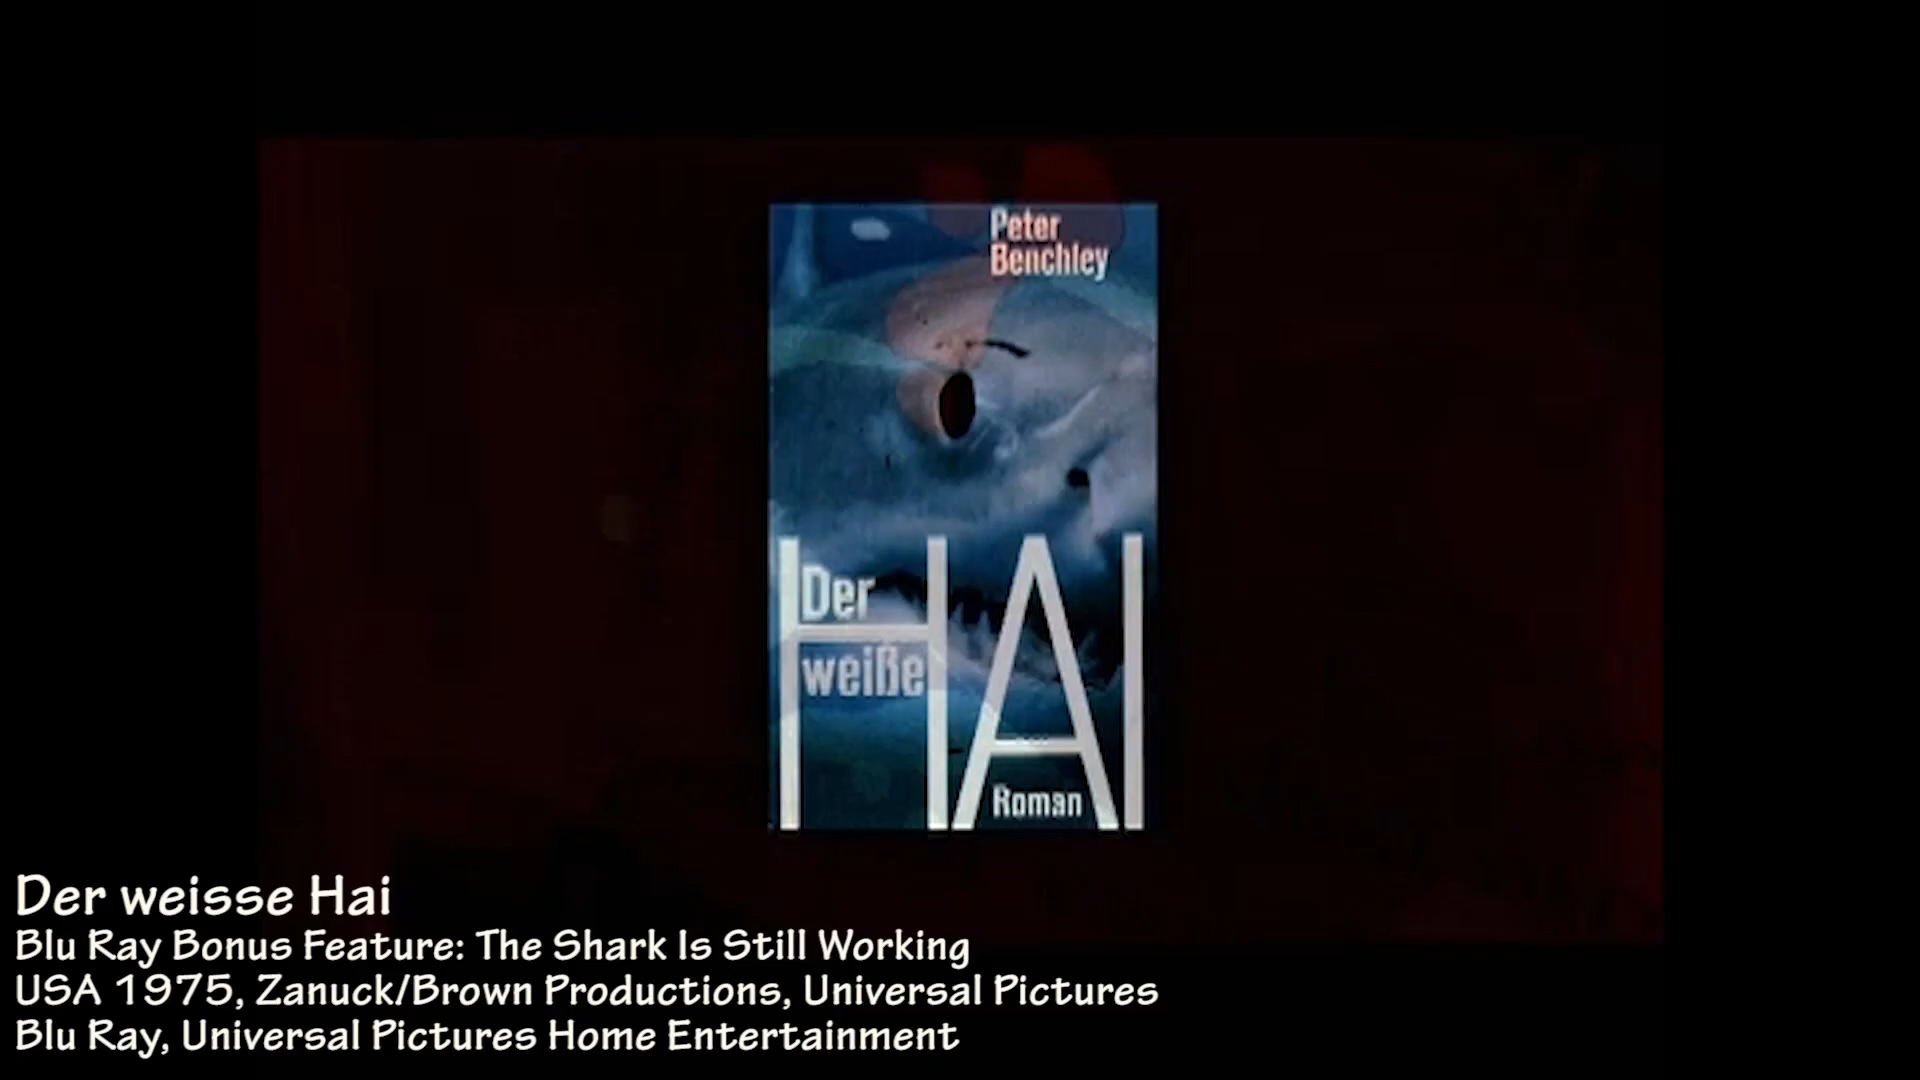 Peter
Benchley
Der
weiße
HAI
Roman
Der weisse Hai
Blu Ray Bonus Feature: The Shark Is Still Working
USA 1975, Zanuck/Brown Productions, Universal Pictures
Blu Ray, Universal Pictures Home Entertainment